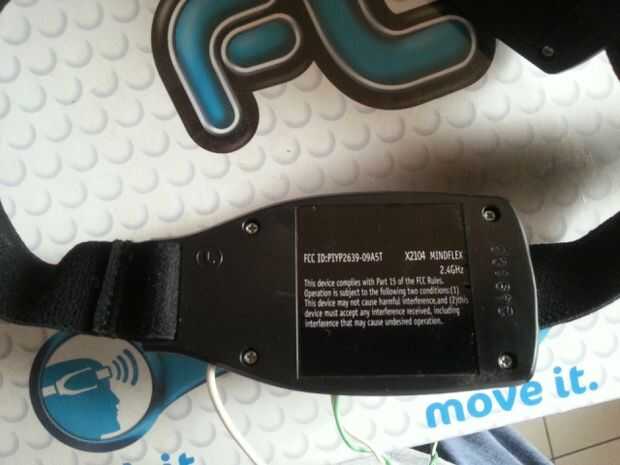 FL
FCC ID:PIYP2639-09A5T X2104 MINDFLEX
2.4GHz
This device complies with Part 15 of the FCC Rules.
Operation is subject to the following two conditions:(1)
This device may not cause harmful interference,and (2)this
device must accept any interference received, including
interference that may cause undesired operation.
L
move it.
it